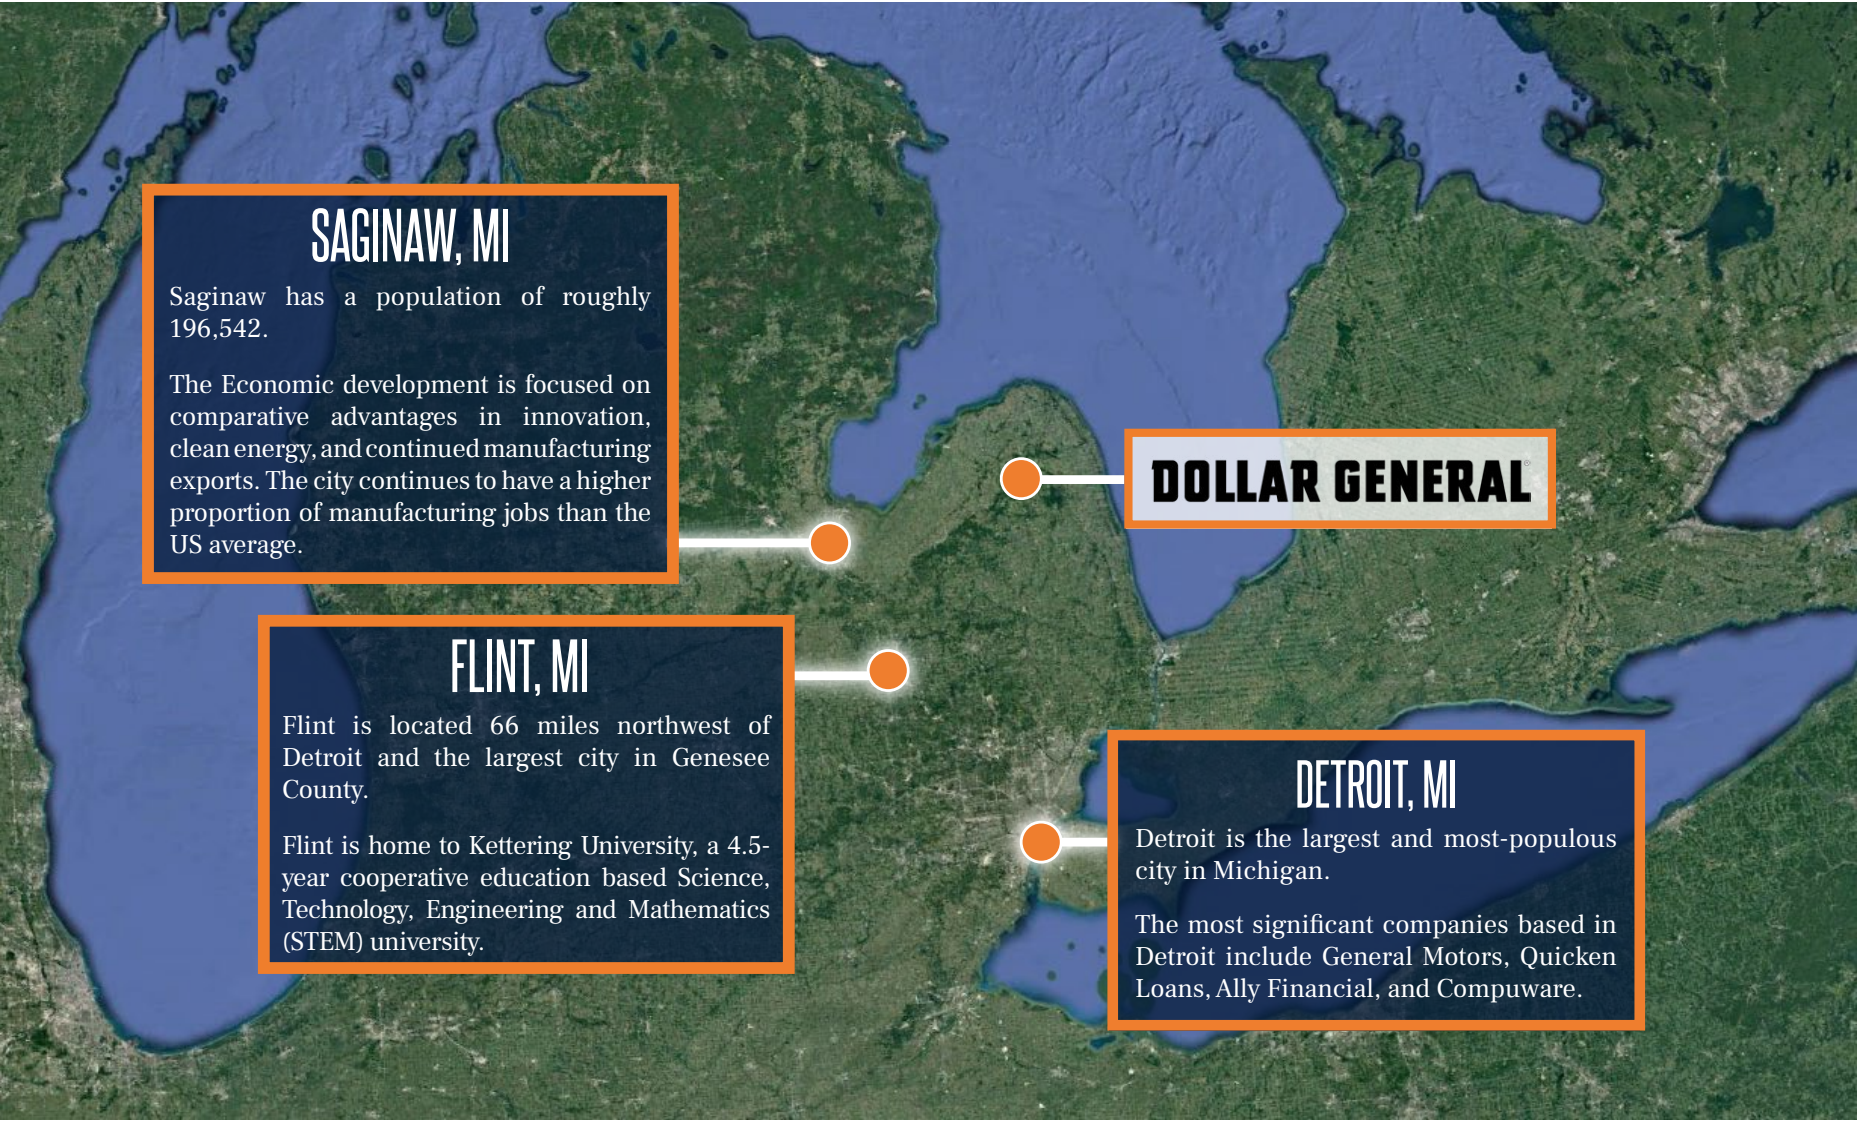 SAGINAW, MI
Saginaw has a population of roughly
196,542.
The Economic development is focused on
comparative advantages in innovation,
clean energy, and continued manufacturing
exports. The city continues to have a higher
proportion of manufacturing jobs than the
US average.
DOLLAR GENERAL®
FLINT, MI
Flint is located 66 miles northwest of
Detroit and the largest city in Genesee
County.
Flint is home to Kettering University, a 4.5-
year cooperative education based Science,
Technology, Engineering and Mathematics
(STEM) university.
DETROIT, MI
Detroit is the largest and most-populous
city in Michigan.
The most significant companies based in
Detroit include General Motors, Quicken
Loans, Ally Financial, and Compuware.